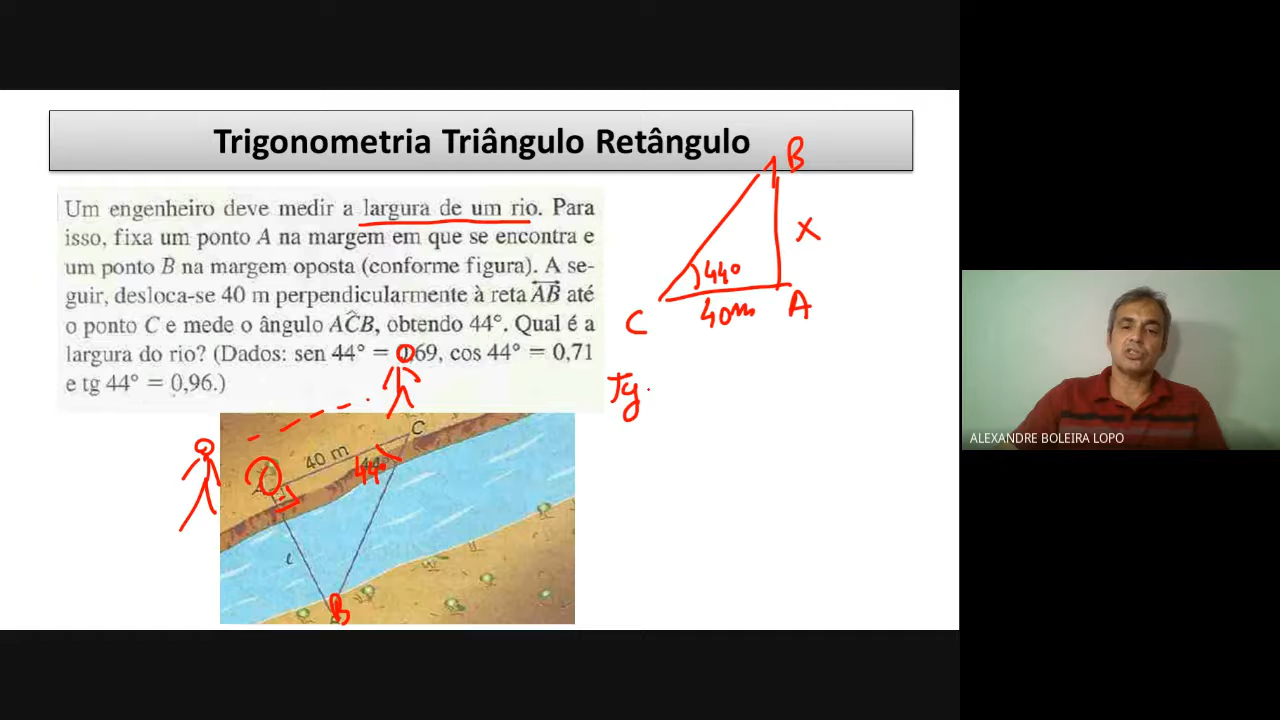 Trigonometria Triângulo Retângulo
Um engenheiro deve medir a largura de um rio. Para
isso, fixa um ponto A na margem em que se encontra e
um ponto B na margem oposta (conforme figura). A se-
guir, desloca-se 40 m perpendicularmente à reta AB até
o ponto C e mede o ângulo AĈB, obtendo 44°. Qual é a
largura do rio? (Dados: sen 44° = 0,69, cos 44° = 0,71
e tg 44° = 0,96.)
B
x
44°
40m
A
C
Tg
40 m
C
44°
44°
A
l
B
ALEXANDRE BOLEIRA LOPO